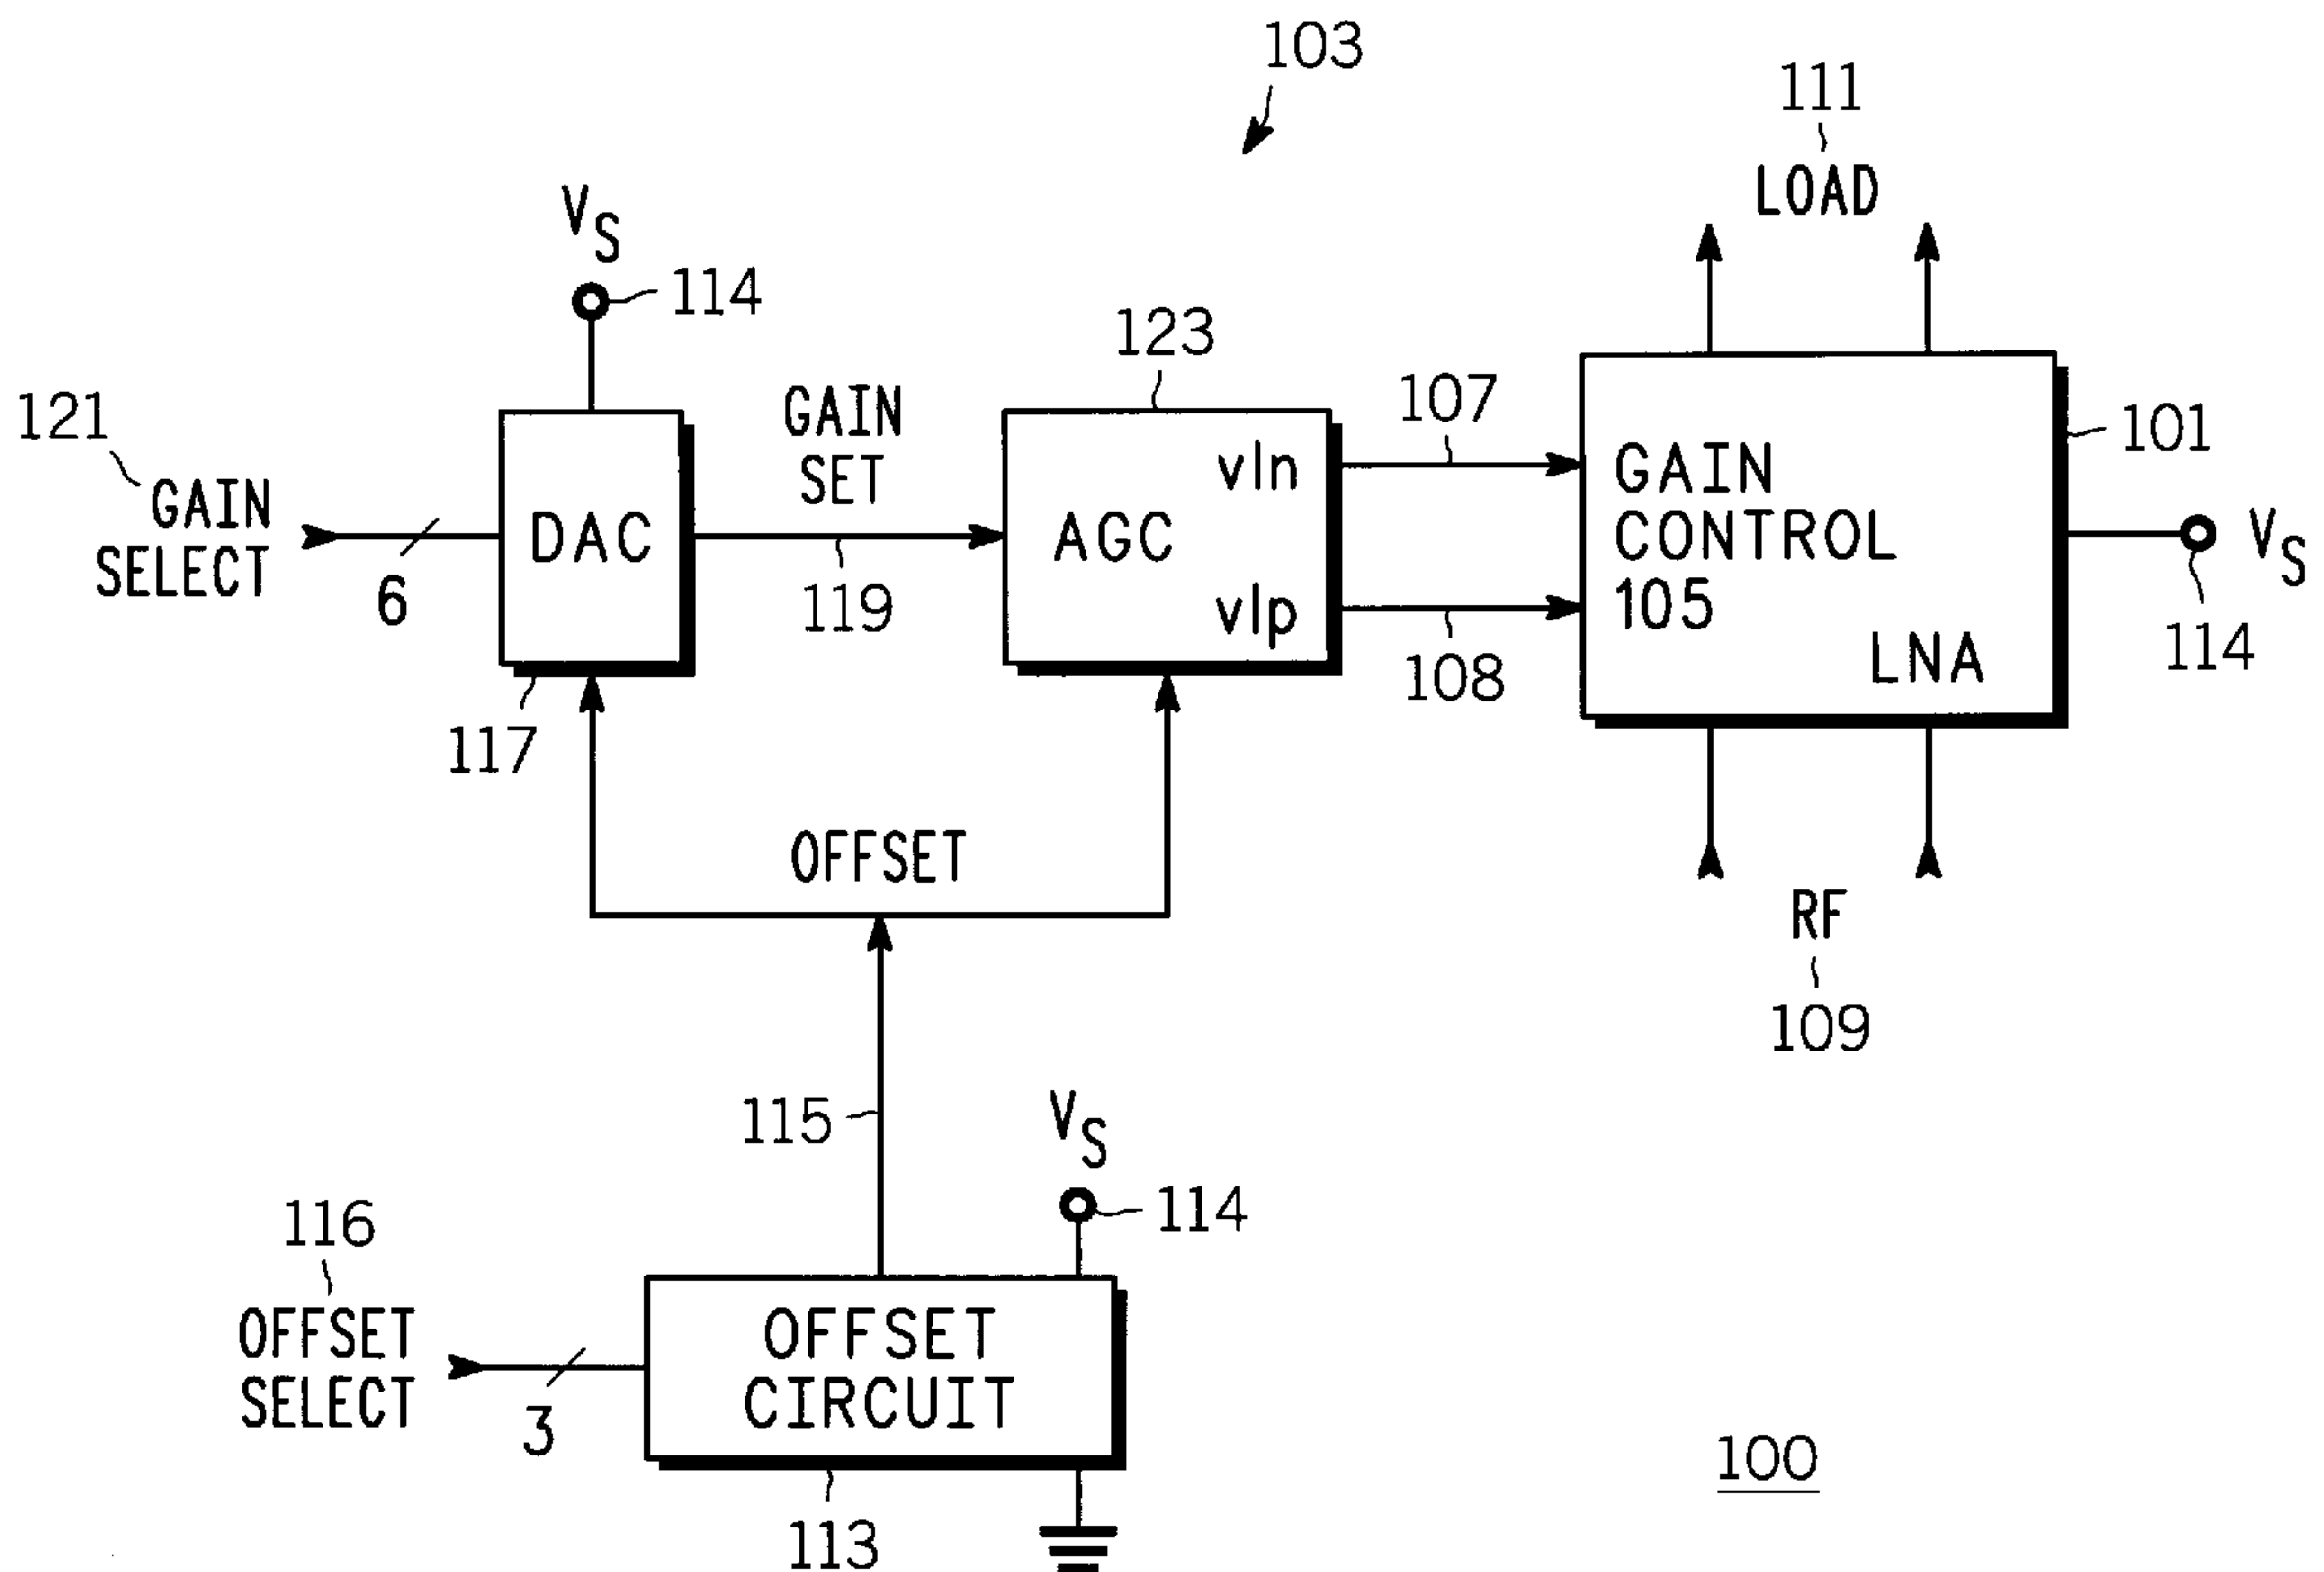 103
111
LOAD
VS
114
123
121
GAIN
SET
107
101
GAIN
SELECT
6
DAC
119
AGC
vln
vlp
GAIN
CONTROL
105
LNA
VS
114
108
117
OFFSET
RF
109
115
VS
114
116
OFFSET
SELECT
3
OFFSET
CIRCUIT
113
100